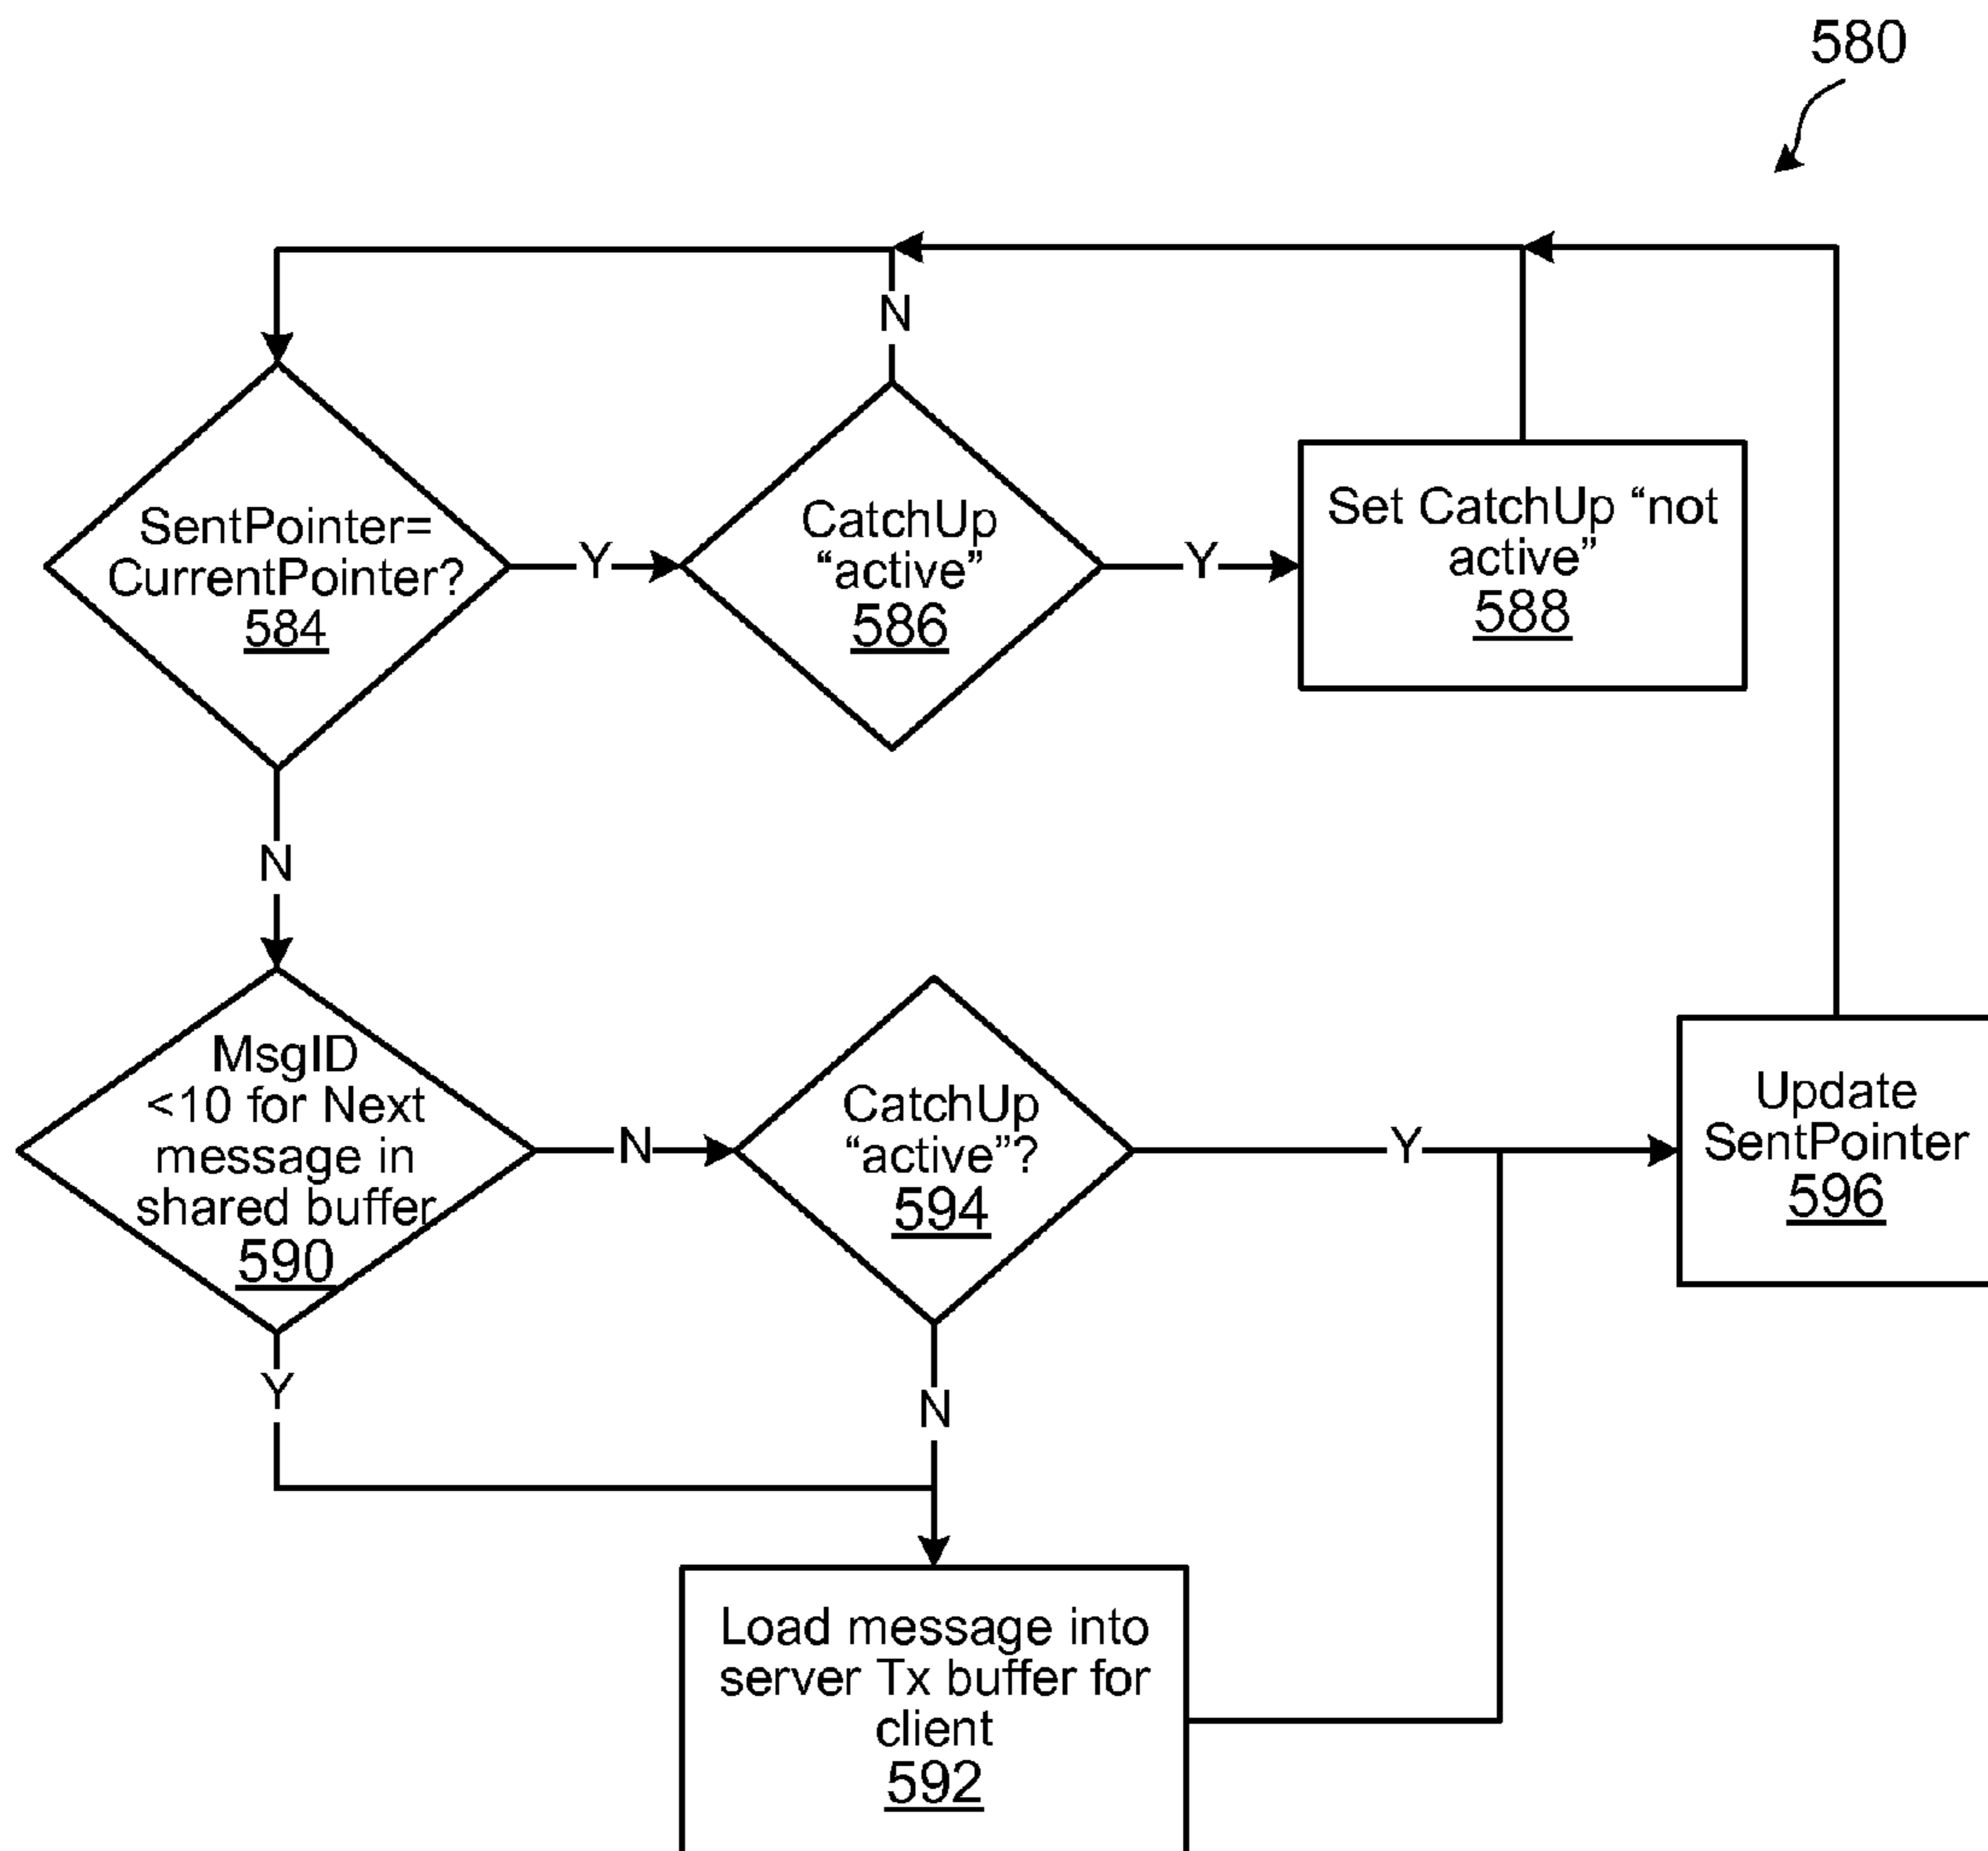 580
N
SentPointer=
CurrentPointer?
584
Y
CatchUp
“active”
586
Y
Set CatchUp “not
active”
588
N
MsgID
<10 for Next
message in
shared buffer
590
N
CatchUp
“active”?
594
Y
Update
SentPointer
596
Y
N
Load message into
server Tx buffer for
client
592